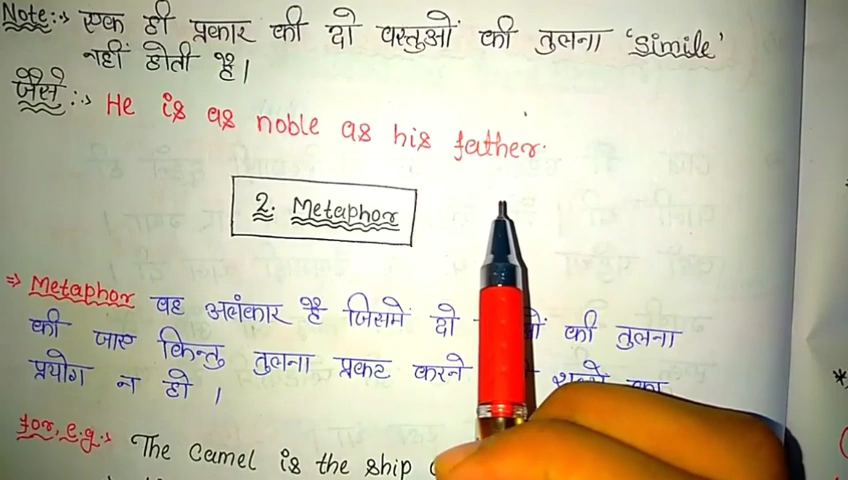 Note:→ एक ही प्रकार की दो वस्तुओं की तुलना 'Simile'
नहीं होती है।
जैसे:→ He is as noble as his father.
2. Metaphor
⇒ Metaphor वह अलंकार है जिसमें दो की तुलना
की जाए किन्तु तुलना प्रकट करने शब्दों का
प्रयोग न हो।
for, e.g:→ The Camel is the ship